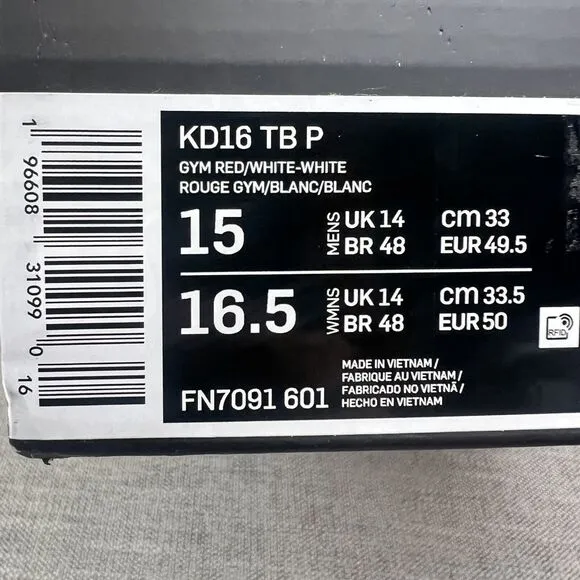 1 96608 31099 0 16
KD16 TB P
GYM RED/WHITE-WHITE
ROUGE GYM/BLANC/BLANC
15 MENS UK 14 CM 33
BR 48 EUR 49.5
16.5 WMNS UK 14 CM 33.5
BR 48 EUR 50
RFID
FN7091 601
MADE IN VIETNAM /
FABRIQUE AU VIETNAM /
FABRICADO NO VIETNÃ /
HECHO EN VIETNAM